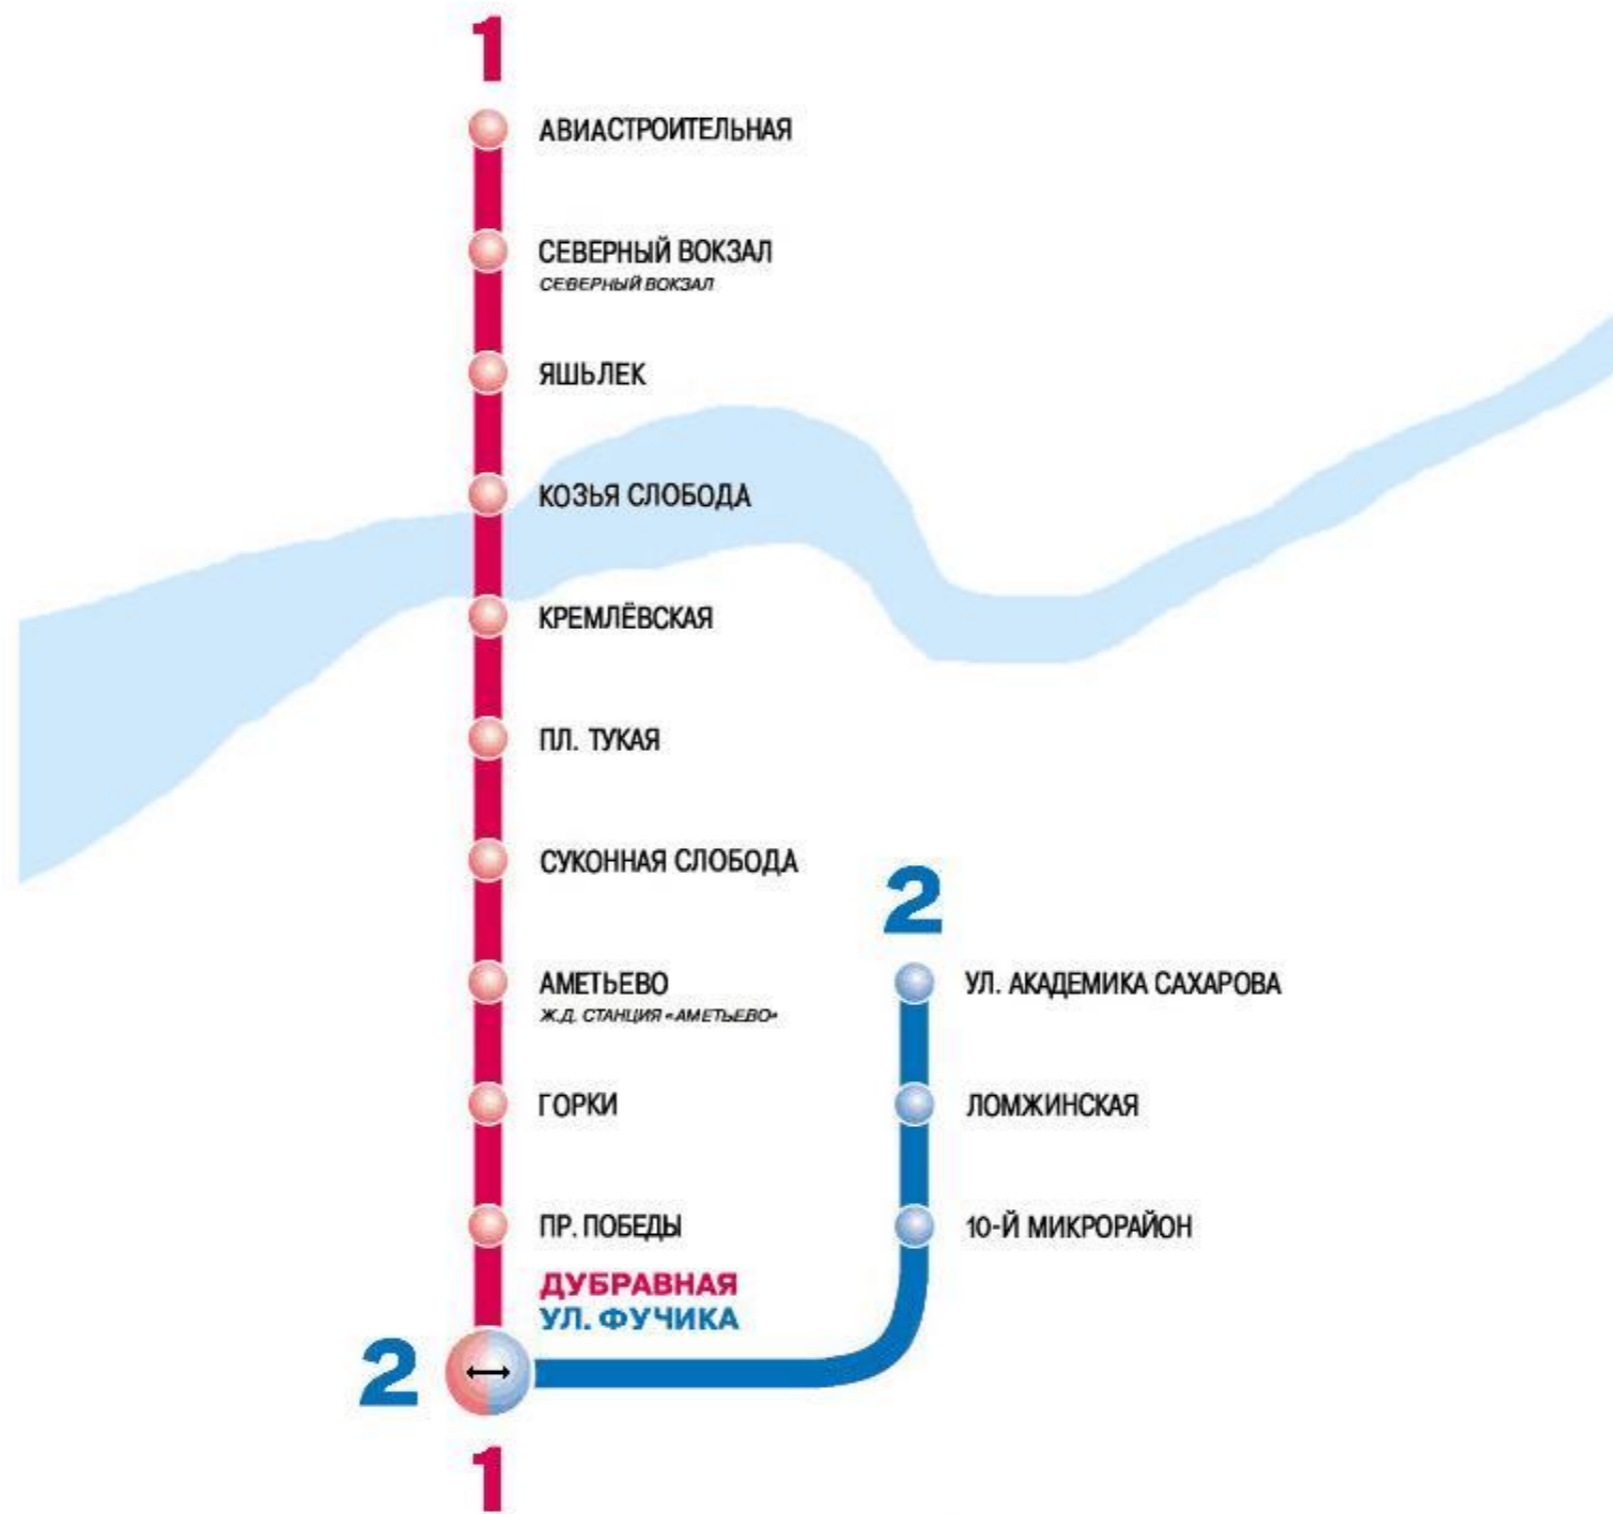 1
АВИАСТРОИТЕЛЬНАЯ
СЕВЕРНЫЙ ВОКЗАЛ
СЕВЕРНЫЙ ВОКЗАЛ
ЯШЬЛЕК
КОЗЬЯ СЛОБОДА
КРЕМЛЁВСКАЯ
ПЛ. ТУКАЯ
СУКОННАЯ СЛОБОДА
АМЕТЬЕВО
Ж.Д. СТАНЦИЯ «АМЕТЬЕВО»
ГОРКИ
ПР. ПОБЕДЫ
ДУБРАВНАЯ
УЛ. ФУЧИКА
2
1
2
УЛ. АКАДЕМИКА САХАРОВА
ЛОМЖИНСКАЯ
10-Й МИКРОРАЙОН